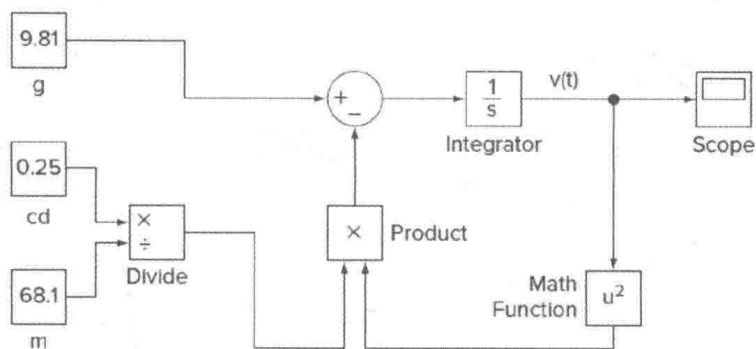 9.81
g
+
−
1
s
Integrator
v(t)
Scope
0.25
cd
×
÷
Divide
68.1
m
×
Product
Math
Function
u²